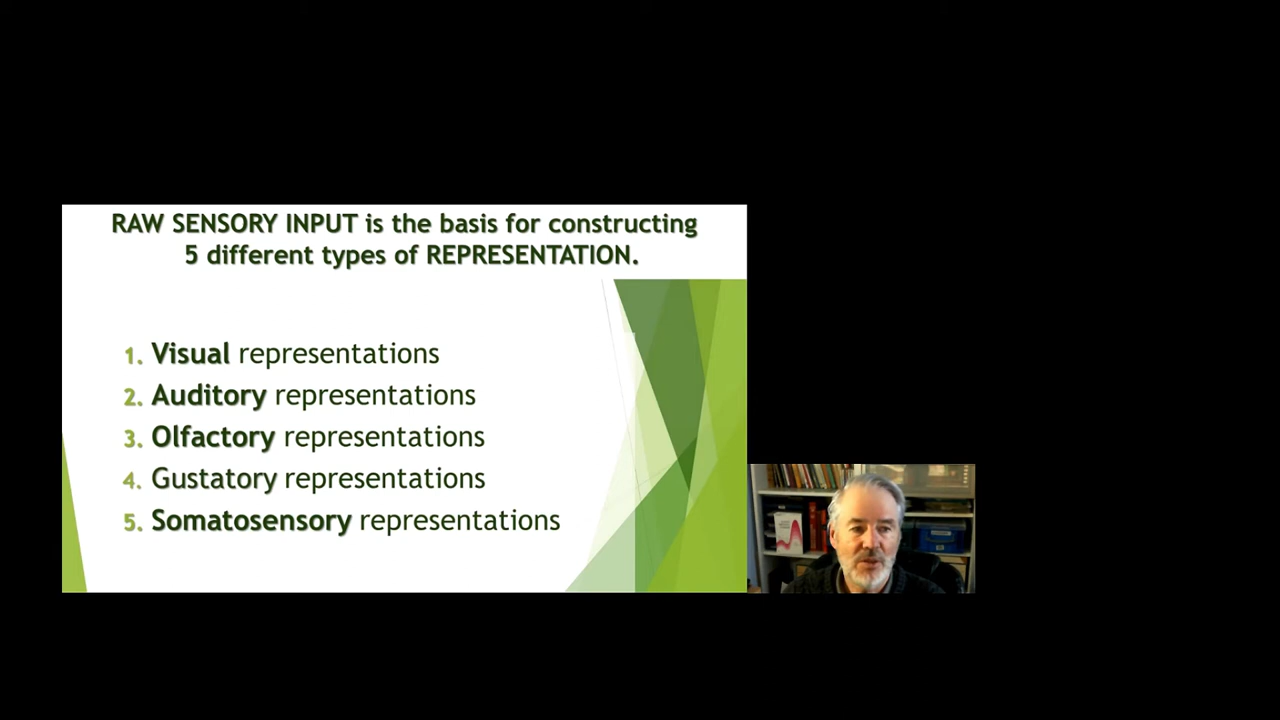 RAW SENSORY INPUT is the basis for constructing
5 different types of REPRESENTATION.
1. Visual representations
2. Auditory representations
3. Olfactory representations
4. Gustatory representations
5. Somatosensory representations